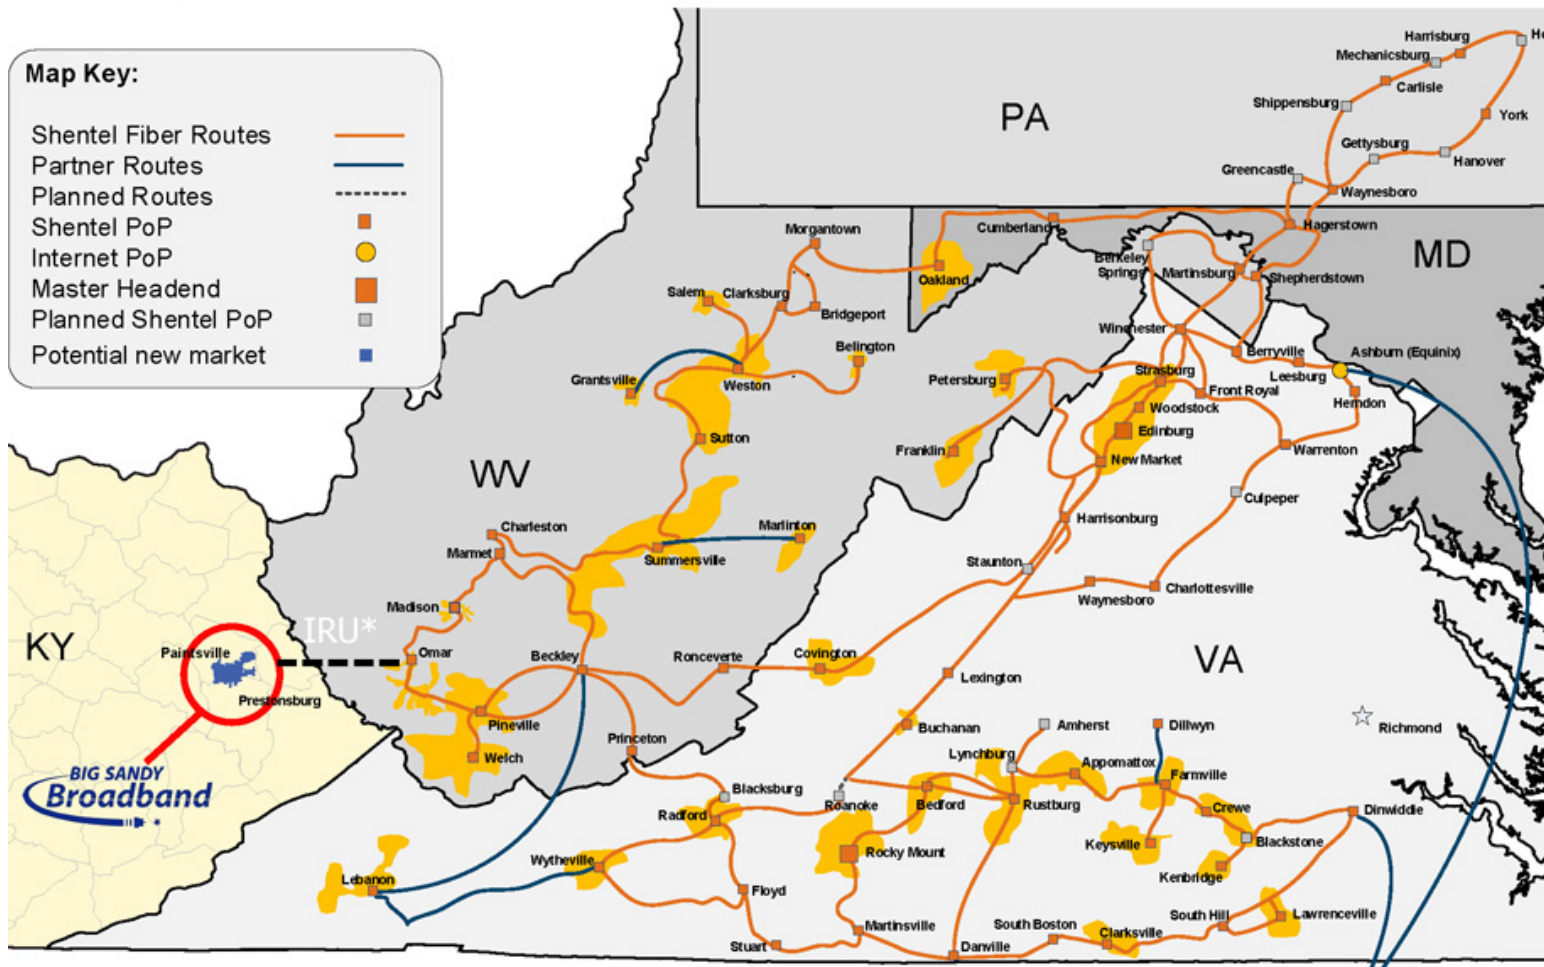 Map Key:
Shentel Fiber Routes
Partner Routes
Planned Routes
Shentel PoP
Internet PoP
Master Headend
Planned Shentel PoP
Potential new market
PA
Harrisburg
Mechanicsburg
Carlisle
Shippensburg
York
Gettysburg
Hanover
Greencastle
Waynesboro
MD
Hagerstown
Cumberland
Berkeley
Springs
Martinsburg
Shepherdstown
Morgantown
Oakland
Salem
Clarksburg
Bridgeport
Winchester
Belington
Berryville
Ashburn (Equinix)
Leesburg
Grantsville
Weston
Petersburg
Strasburg
Front Royal
Herndon
Woodstock
Edinburg
Sutton
Franklin
New Market
Warrenton
WV
Culpeper
Charleston
Marmet
Summersville
Marlinton
Harrisonburg
Staunton
Waynesboro
Charlottesville
Madison
IRU*
KY
Paintsville
Omar
Beckley
Ronceverte
Covington
VA
Lexington
Prestonsburg
Pineville
Buchanan
Amherst
Dillwyn
Richmond
Welch
Princeton
Lynchburg
Appomattox
Farmville
BIG SANDY
Broadband
Blacksburg
Roanoke
Bedford
Rustburg
Crewe
Dinwiddie
Radford
Rocky Mount
Keysville
Blackstone
Wytheville
Kenbridge
Lebanon
Floyd
Martinsville
South Boston
South Hill
Lawrenceville
Stuart
Danville
Clarksville